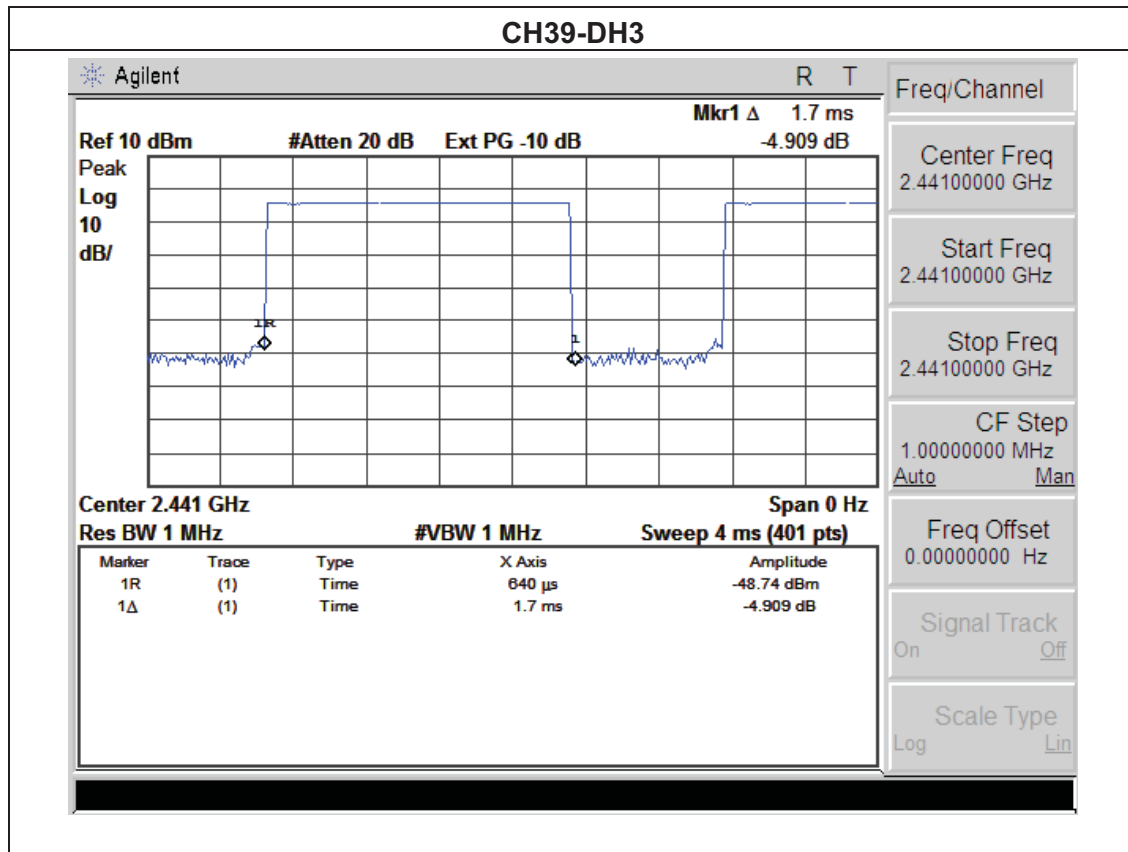 CH39-DH3
Agilent
R T
Mkr1 Δ 1.7 ms
Ref 10 dBm #Atten 20 dB Ext PG -10 dB -4.909 dB
Peak
Log
10
dB/
1R
1
Center 2.441 GHz Span 0 Hz
Res BW 1 MHz #VBW 1 MHz Sweep 4 ms (401 pts)
Marker Trace Type X Axis Amplitude
1R (1) Time 640 µs -48.74 dBm
1Δ (1) Time 1.7 ms -4.909 dB
Freq/Channel
Center Freq
2.44100000 GHz
Start Freq
2.44100000 GHz
Stop Freq
2.44100000 GHz
CF Step
1.00000000 MHz
Auto Man
Freq Offset
0.00000000 Hz
Signal Track
On Off
Scale Type
Log Lin